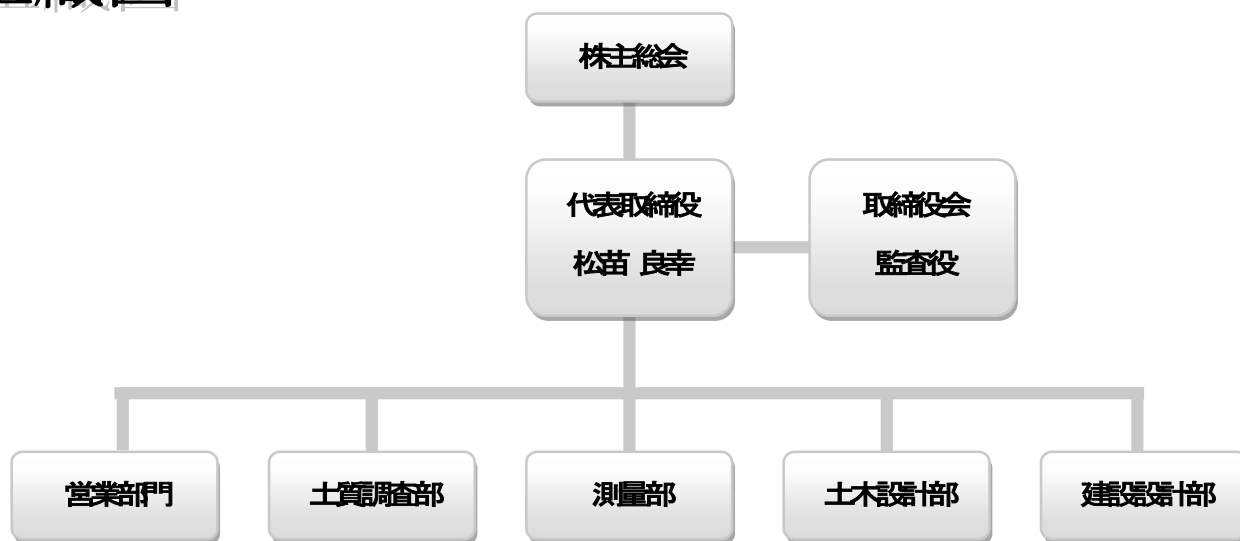 株主総会
代表取締役
松苗 良幸
取締役会
監査役
営業部門
土質調査部
測量部
土木設計部
建設設計部